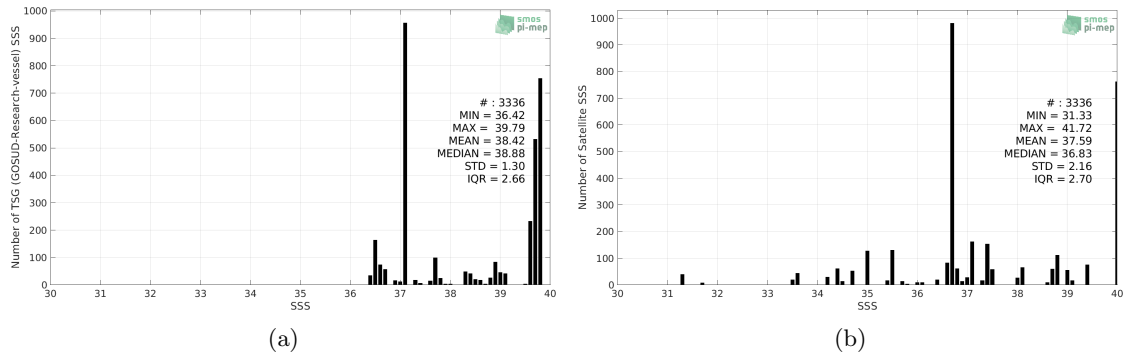 Number of TSG (GOSUD-Research-vessel) SSS
1000
900
800
700
600
500
400
300
200
100
0
30 31 32 33 34 35 36 37 38 39 40
SSS
smos
pi-mep
# : 3336
MIN = 36.42
MAX = 39.79
MEAN = 38.42
MEDIAN = 38.88
STD = 1.30
IQR = 2.66
(a)
Number of Satellite SSS
1000
900
800
700
600
500
400
300
200
100
0
30 31 32 33 34 35 36 37 38 39 40
SSS
smos
pi-mep
# : 3336
MIN = 31.33
MAX = 41.72
MEAN = 37.59
MEDIAN = 36.83
STD = 2.16
IQR = 2.70
(b)